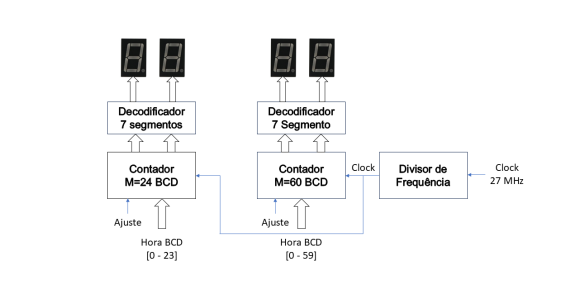 Decodificador
7 segmentos
Decodificador
7 Segmento
Contador
M=24 BCD
Contador
M=60 BCD
Clock
Divisor de
Frequência
Clock
27 MHz
Ajuste
Hora BCD
[0 - 23]
Ajuste
Hora BCD
[0 - 59]